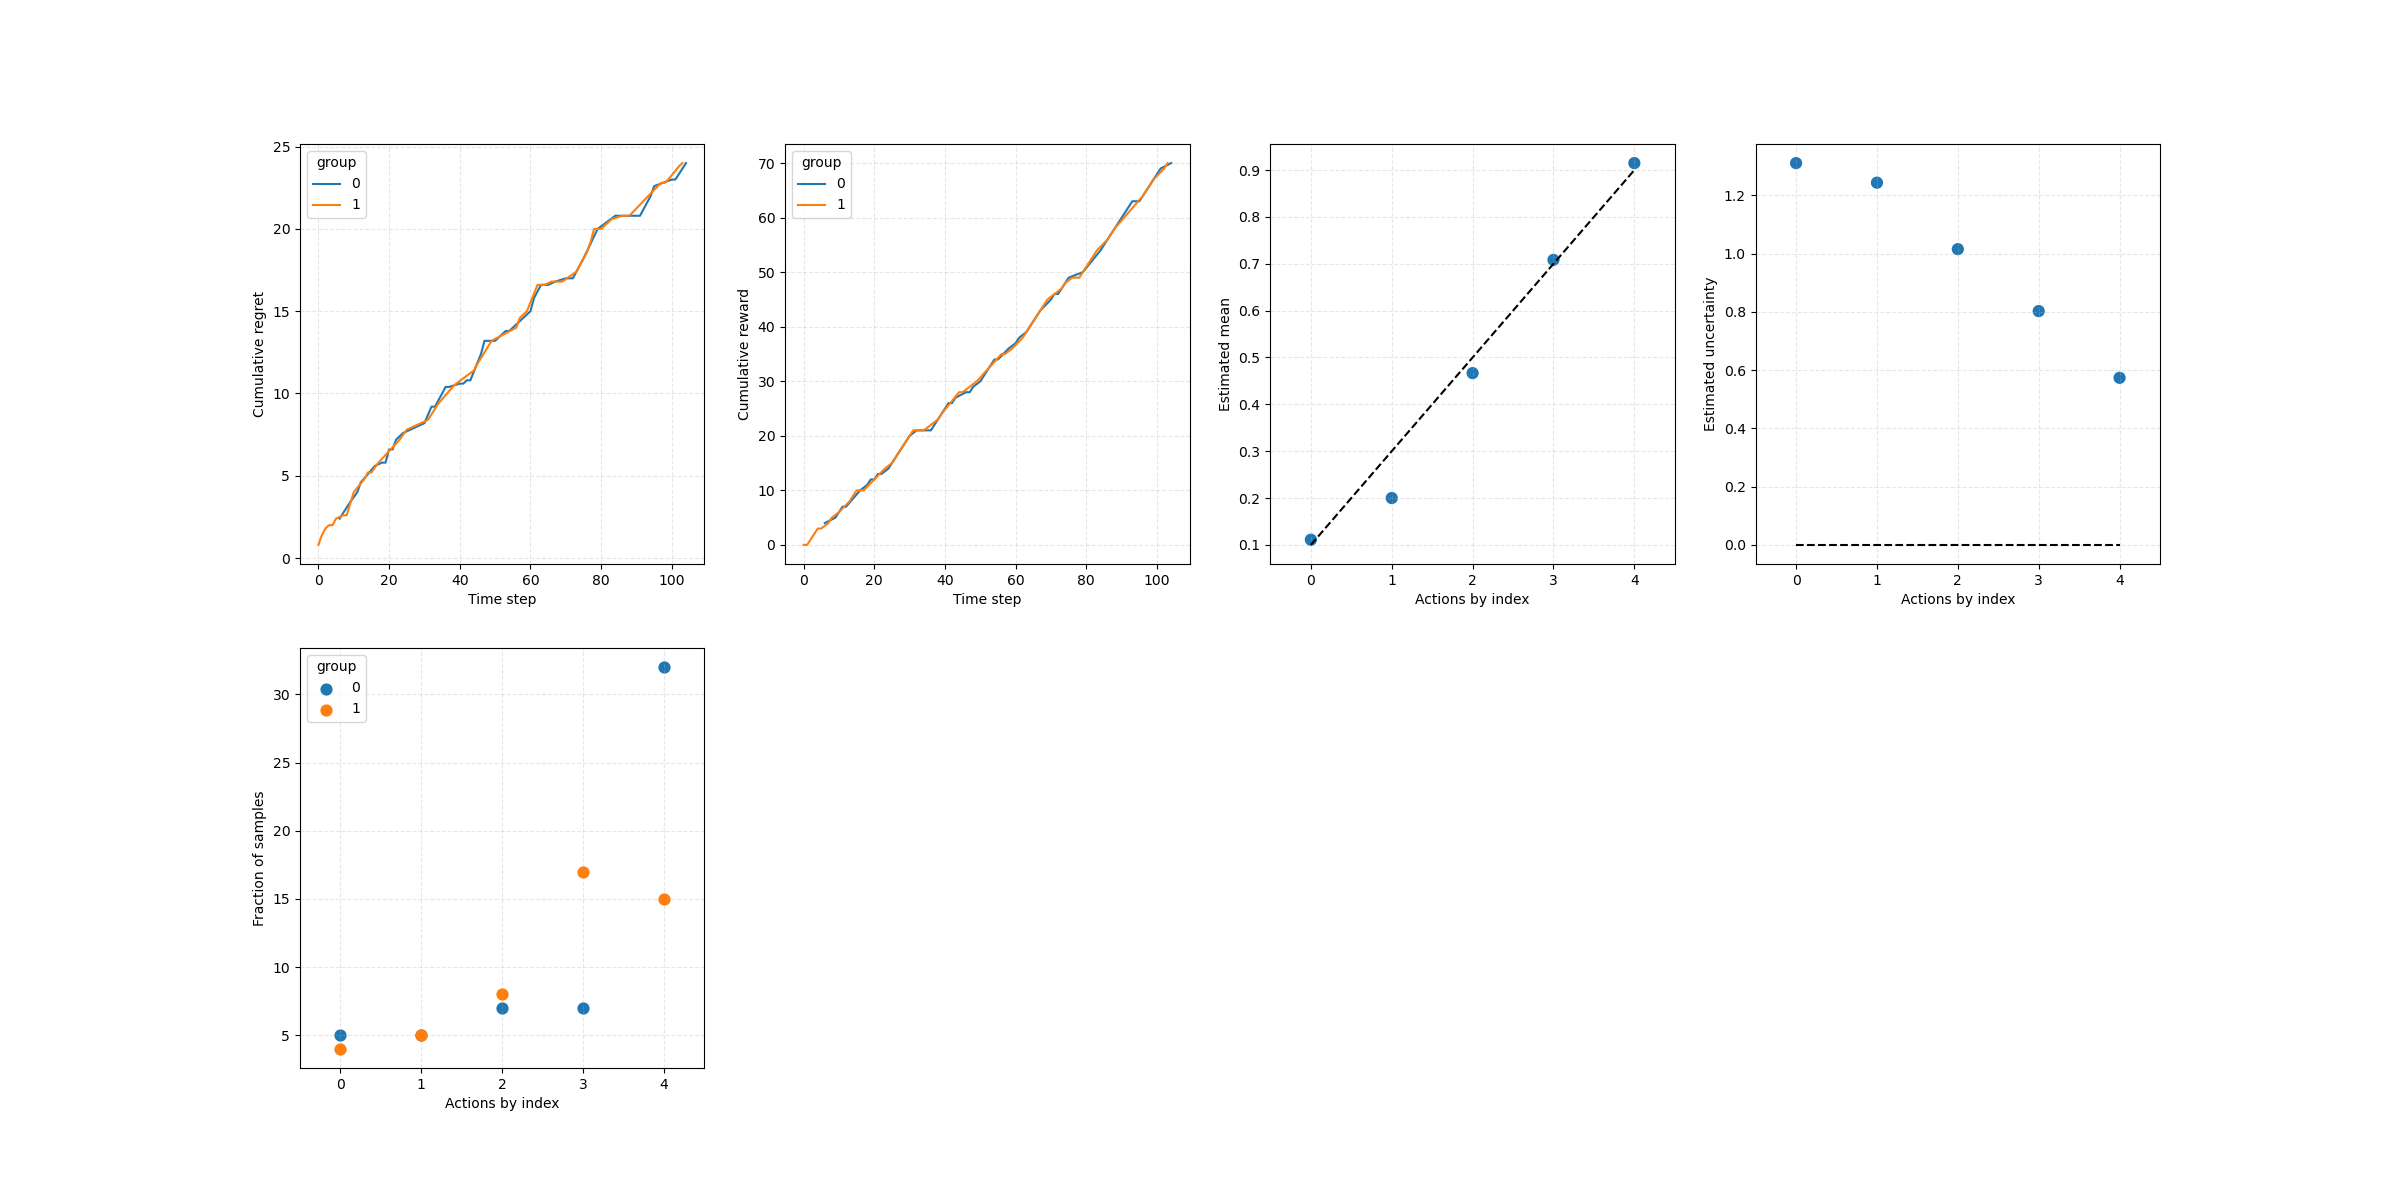 25
20
15
10
5
0
Cumulative regret
group
0
1
0 20 40 60 80 100
Time step
70
60
50
40
30
20
10
0
Cumulative reward
group
0
1
0 20 40 60 80 100
Time step
0.9
0.8
0.7
0.6
0.5
0.4
0.3
0.2
0.1
Estimated mean
0 1 2 3 4
Actions by index
1.2
1.0
0.8
0.6
0.4
0.2
0.0
Estimated uncertainty
0 1 2 3 4
Actions by index
30
25
20
15
10
5
Fraction of samples
group
0
1
0 1 2 3 4
Actions by index